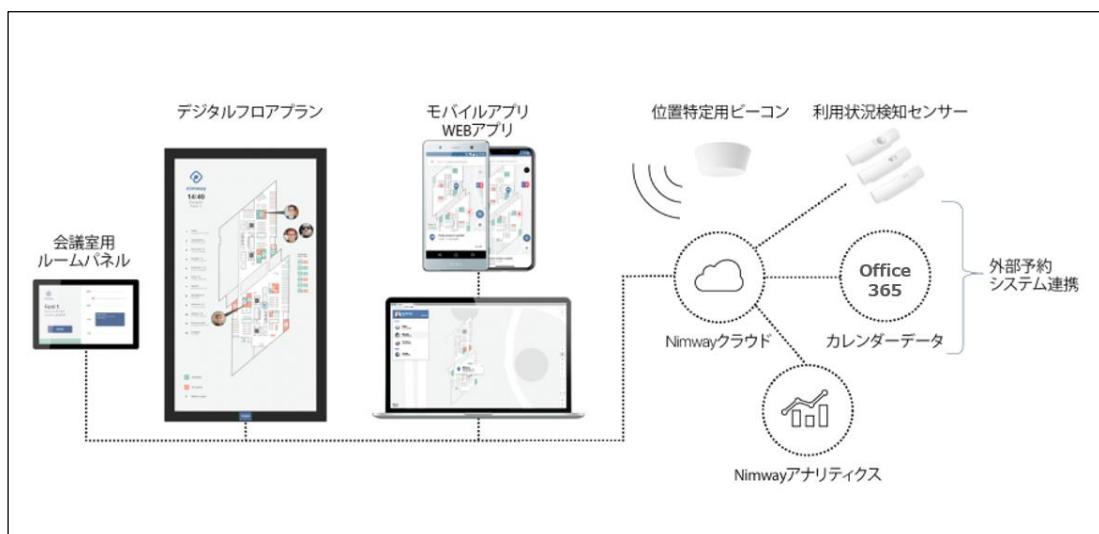 デジタルフロアプラン
モバイルアプリ
WEBアプリ
位置特定用ビーコン
利用状況検知センサー
会議室用
ルームパネル
nimway
14:49
Office
365
外部予約
システム連携
Nimwayクラウド
カレンダーデータ
Nimwayアナリティクス